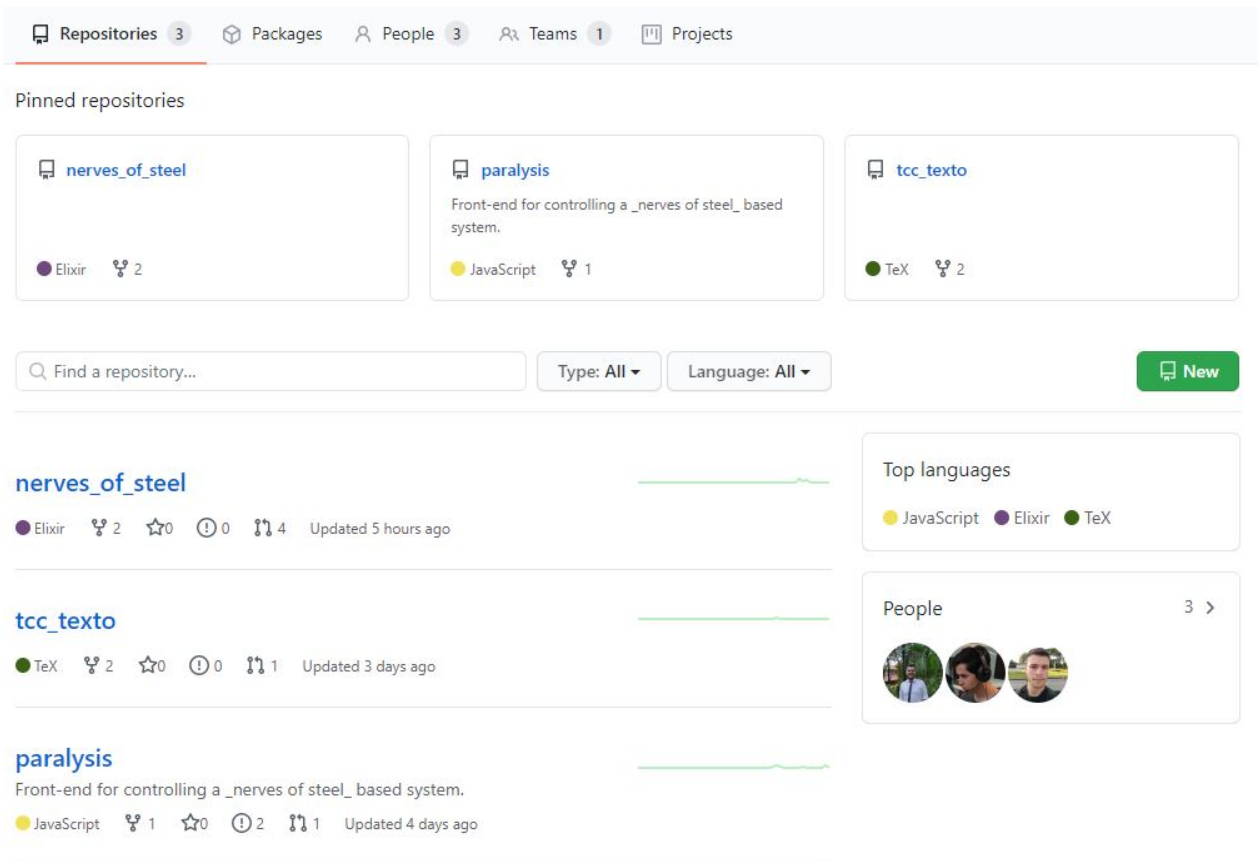 Repositories 3 Packages People 3 Teams 1 Projects
Pinned repositories
nerves_of_steel
Elixir 2
paralysis
Front-end for controlling a _nerves of steel_ based
system.
JavaScript 1
tcc_texto
TeX 2
Find a repository... Type: All Language: All New
nerves_of_steel
Elixir 2 0 0 4 Updated 5 hours ago
tcc_texto
TeX 2 0 0 1 Updated 3 days ago
paralysis
Front-end for controlling a _nerves of steel_ based system.
JavaScript 1 0 2 1 Updated 4 days ago
Top languages
JavaScript Elixir TeX
People 3